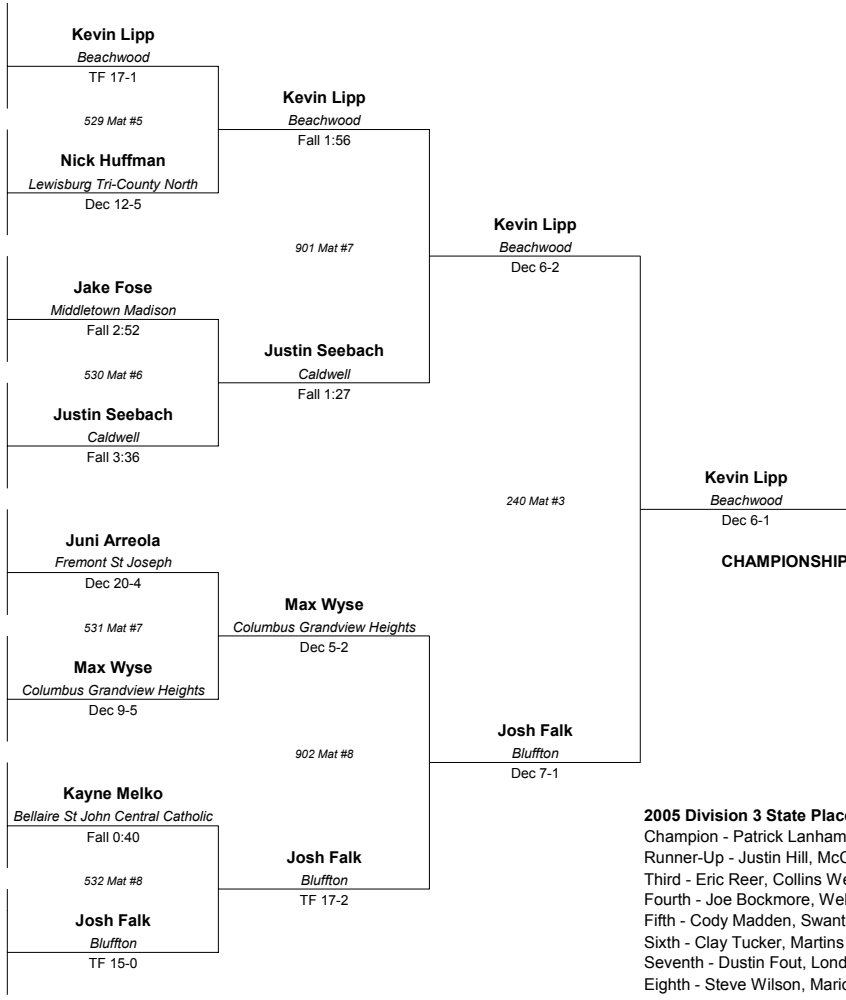 Kevin Lipp
Beachwood
TF 17-1
529 Mat #5
Nick Huffman
Lewisburg Tri-County North
Dec 12-5
Jake Fose
Middletown Madison
Fall 2:52
530 Mat #6
Justin Seebach
Caldwell
Fall 3:36
Juni Arreola
Fremont St Joseph
Dec 20-4
531 Mat #7
Max Wyse
Columbus Grandview Heights
Dec 9-5
Kayne Melko
Bellaire St John Central Catholic
Fall 0:40
532 Mat #8
Josh Falk
Bluffton
TF 15-0
Kevin Lipp
Beachwood
Fall 1:56
901 Mat #7
Justin Seebach
Caldwell
Fall 1:27
Max Wyse
Columbus Grandview Heights
Dec 5-2
902 Mat #8
Josh Falk
Bluffton
TF 17-2
Kevin Lipp
Beachwood
Dec 6-2
240 Mat #3
Josh Falk
Bluffton
Dec 7-1
Kevin Lipp
Beachwood
Dec 6-1
CHAMPIONSHIP
2005 Division 3 State Place
Champion - Patrick Lanham
Runner-Up - Justin Hill, McC
Third - Eric Reer, Collins We
Fourth - Joe Bockmore, Wel
Fifth - Cody Madden, Swant
Sixth - Clay Tucker, Martins
Seventh - Dustin Fout, Lond
Eighth - Steve Wilson, Mario